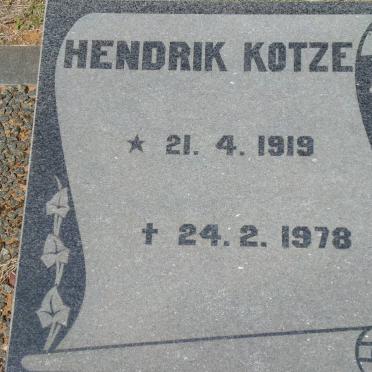 HENDRIK KOTZE
★ 21. 4. 1919
✝ 24. 2. 1978